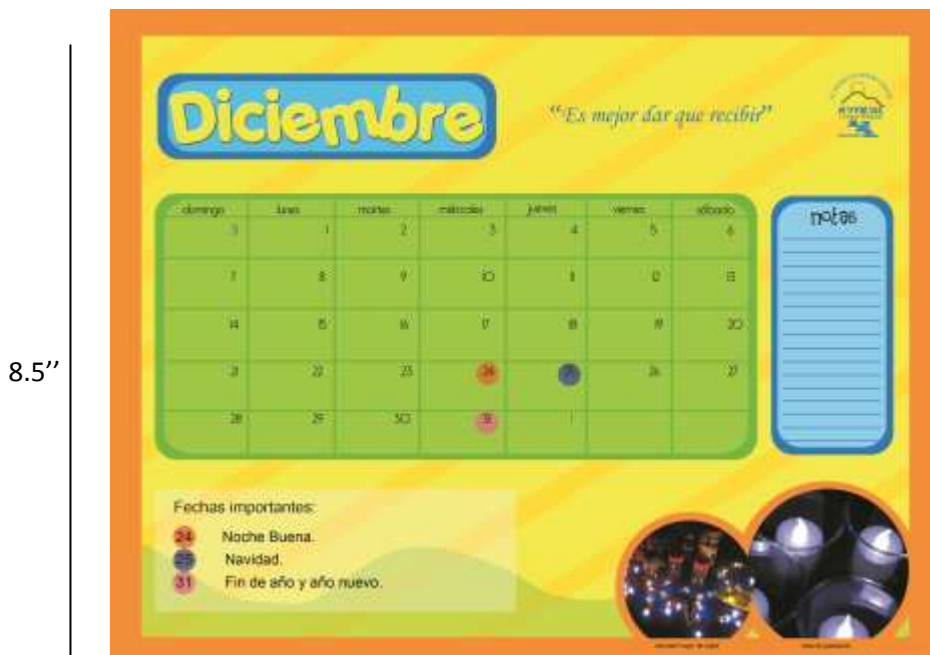 Diciembre
“Es mejor dar que recibir”
domingo lunes martes miércoles jueves viernes sábado
notas
1 2 3 4 5 6
7 8 9 10 11 12 13
14 15 16 17 18 19 20
8.5’’
21 22 23 24 25 26 27
28 29 30 31 1
Fechas importantes:
24 Noche Buena.
25 Navidad.
31 Fin de año y año nuevo.